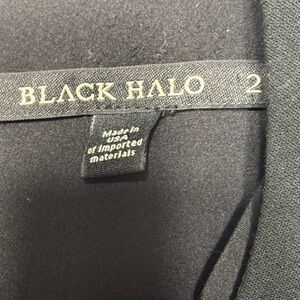 BLACK HALO 2
Made in
USA
of imported
materials